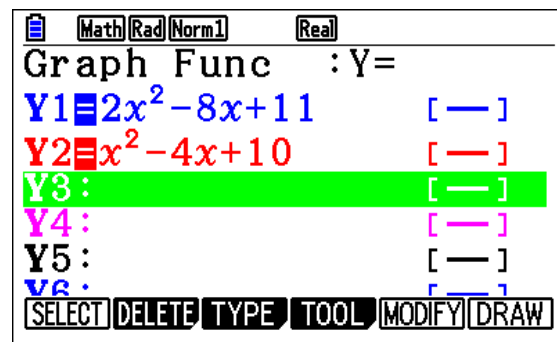 Math Rad Norm1 Real
Graph Func :Y=
Y1=2x²-8x+11 [—]
Y2=x²-4x+10 [—]
Y3: [—]
Y4: [—]
Y5: [—]
Y6: [—]
SELECT DELETE TYPE TOOL MODIFY DRAW